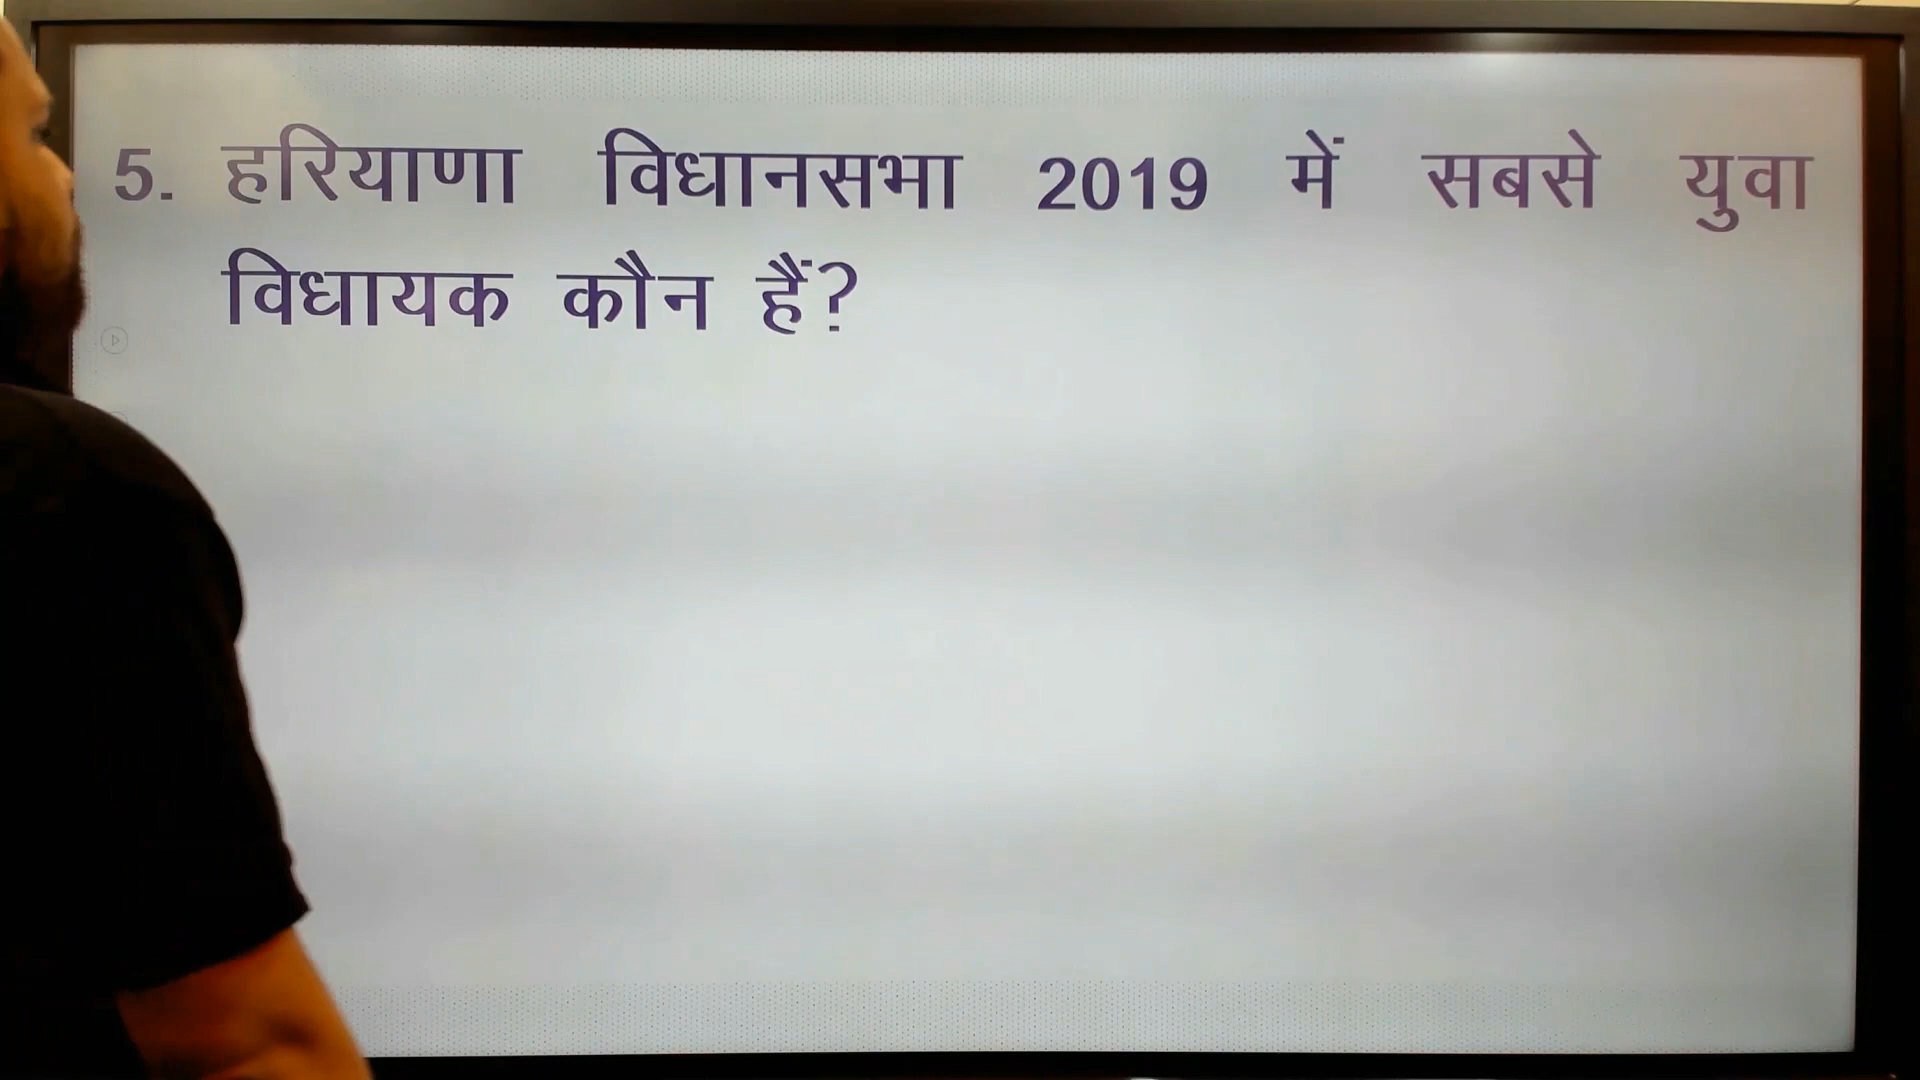 5. हरियाणा विधानसभा 2019 में सबसे युवा
विधायक कौन हैं?